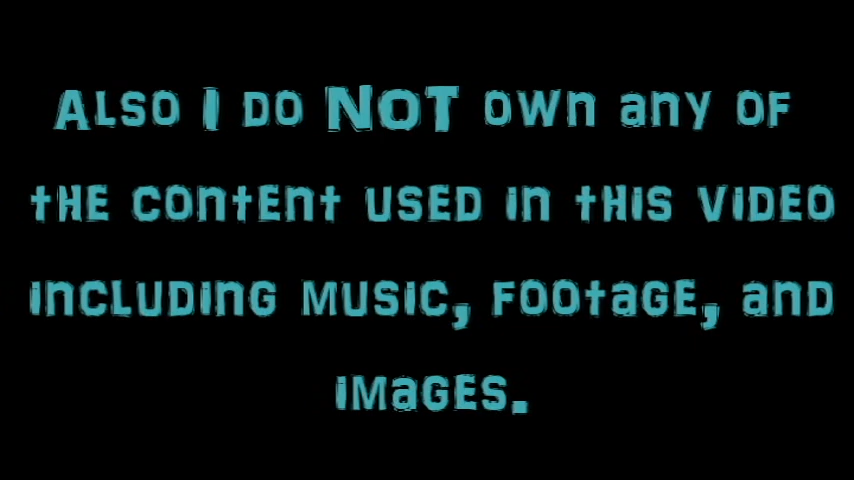 Also I do NOT own any of
the content used in this video
including music, footage, and
images.